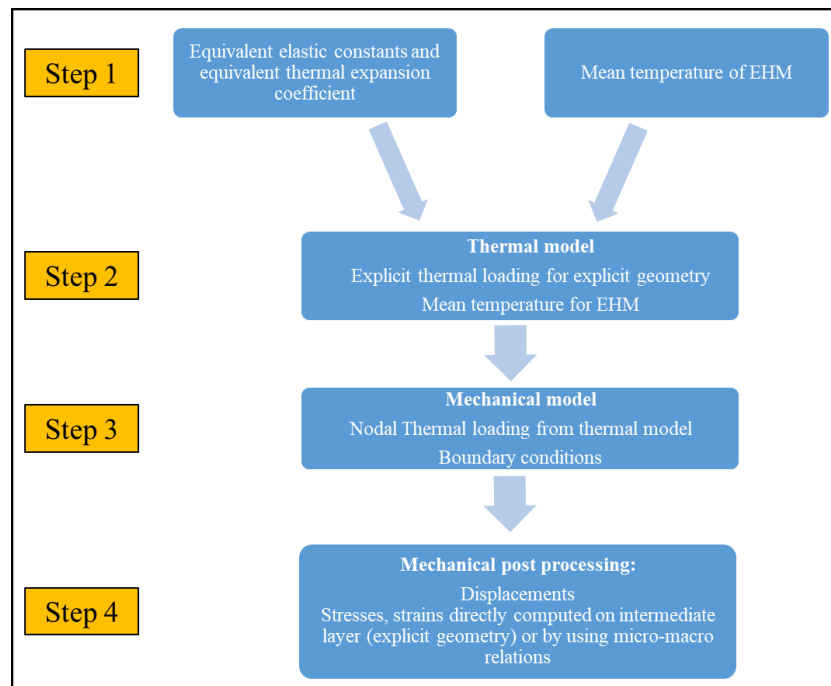 Step 1
Equivalent elastic constants and
equivalent thermal expansion
coefficient
Mean temperature of EHM
Step 2
Thermal model
Explicit thermal loading for explicit geometry
Mean temperature for EHM
Step 3
Mechanical model
Nodal Thermal loading from thermal model
Boundary conditions
Step 4
Mechanical post processing:
Displacements
Stresses, strains directly computed on intermediate
layer (explicit geometry) or by using micro-macro
relations